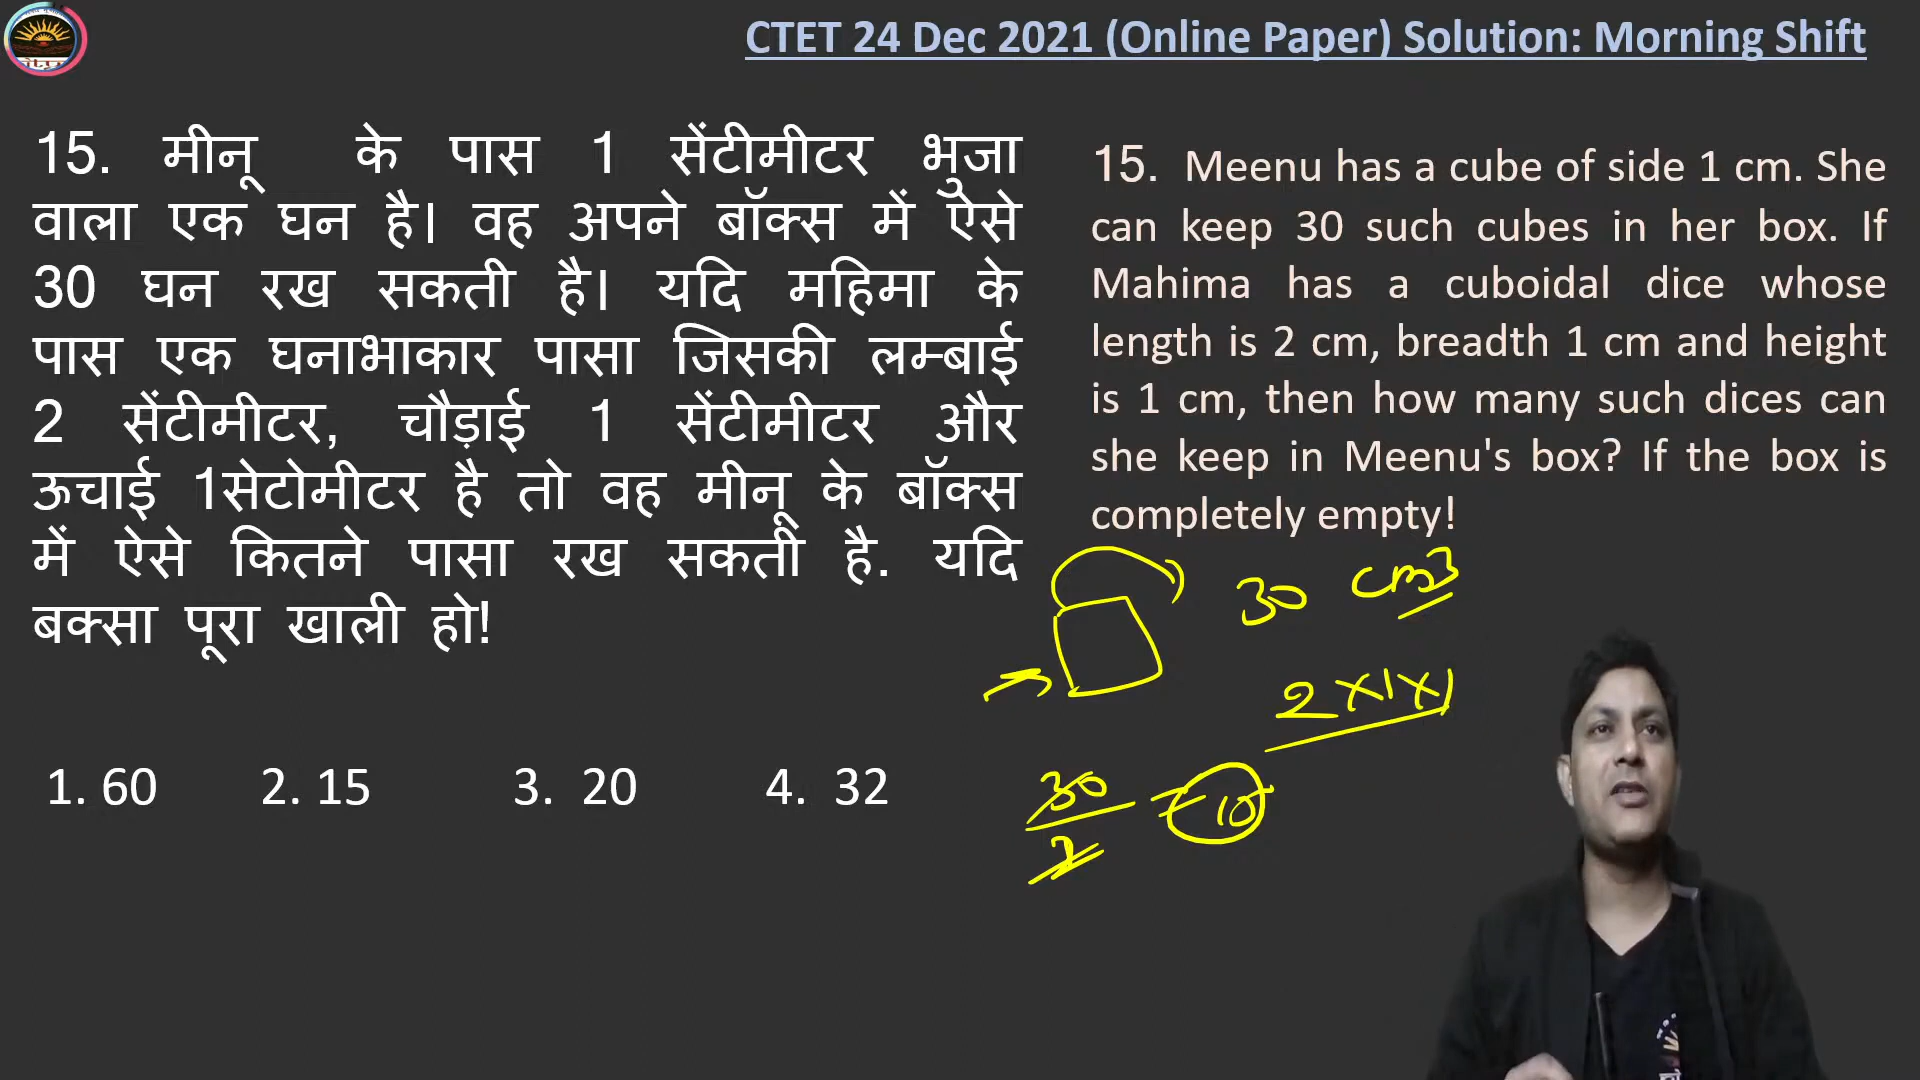 CTET 24 Dec 2021 (Online Paper) Solution: Morning Shift
15. मीनू के पास 1 सेंटीमीटर भुजा
वाला एक घन है। वह अपने बॉक्स में ऐसे
30 घन रख सकती है। यदि महिमा के
पास एक घनाभाकार पासा जिसकी लम्बाई
2 सेंटीमीटर, चौड़ाई 1 सेंटीमीटर और
ऊचाई 1सेटोमीटर है तो वह मीनू के बॉक्स
में ऐसे कितने पासा रख सकती है. यदि
बक्सा पूरा खाली हो!
1. 60 2. 15 3. 20 4. 32
15. Meenu has a cube of side 1 cm. She
can keep 30 such cubes in her box. If
Mahima has a cuboidal dice whose
length is 2 cm, breadth 1 cm and height
is 1 cm, then how many such dices can
she keep in Meenu's box? If the box is
completely empty!
30 cm3
2×1×1
30
2
= 15